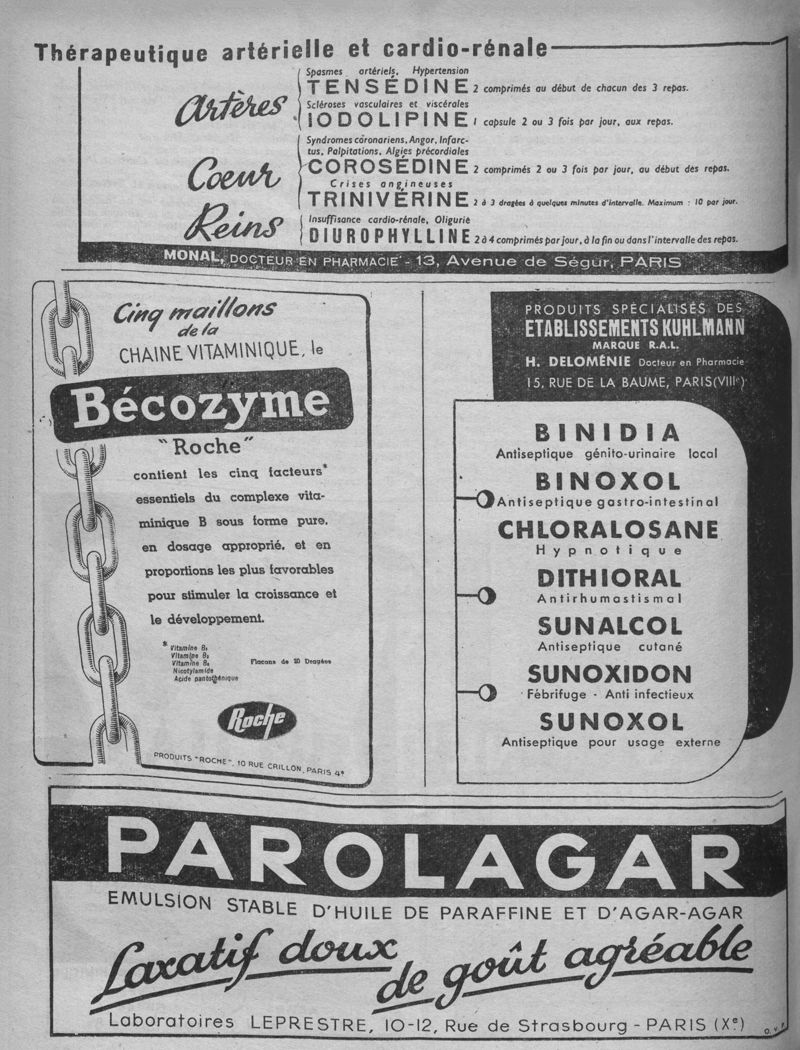 Thérapeutique artérielle et cardio-rénale
Artères
Spasmes artériels, Hypertension
TENSÉDINE 2 comprimés au début de chacun des 3 repas.
Scléroses vasculaires et viscérales
IODOLIPINE 1 capsule 2 ou 3 fois par jour, aux repas.
Coeur
Syndromes coronariens, Angor, Infarc-
tus, Palpitations, Algies précordiales
COROSÉDINE 2 comprimés 2 ou 3 fois par jour, au début des repas.
Crises angineuses
TRINIVÉRINE 2 à 3 dragées à quelques minutes d'intervalle. Maximum : 10 par jour.
Reins
Insuffisance cardio-rénale, Oligurie
DIUROPHYLLINE 2 à 4 comprimés par jour, à la fin ou dans l'intervalle des repas.
MONAL, DOCTEUR EN PHARMACIE - 13, Avenue de Ségur, PARIS
Cinq maillons
de la
CHAINE VITAMINIQUE, le
Bécozyme
"Roche"
contient les cinq facteurs*
essentiels du complexe vita-
minique B sous forme pure,
en dosage approprié, et en
proportions les plus favorables
pour stimuler la croissance et
le développement.
* Vitamine B
Vitamine B
Vitamine B
Nicotylamide
Acide pantothénique
Flacons de 20 Dragées
Roche
PRODUITS "ROCHE", 10 RUE CRILLON, PARIS 4e
PRODUITS SPÉCIALISÉS DES
ETABLISSEMENTS KUHLMANN
MARQUE R.A.L.
H. DELOMÉNIE Docteur en Pharmacie
15, RUE DE LA BAUME, PARIS (VIIIe)
BINIDIA
Antiseptique génito-urinaire local
BINOXOL
Antiseptique gastro-intestinal
CHLORALOSANE
Hypnotique
DITHIORAL
Antirhumastismal
SUNALCOL
Antiseptique cutané
SUNOXIDON
Fébrifuge - Anti infectieux
SUNOXOL
Antiseptique pour usage externe
PAROLAGAR
EMULSION STABLE D'HUILE DE PARAFFINE ET D'AGAR-AGAR
Laxatif doux
de goût agréable
Laboratoires LEPRESTRE, 10-12, Rue de Strasbourg - PARIS (Xe)